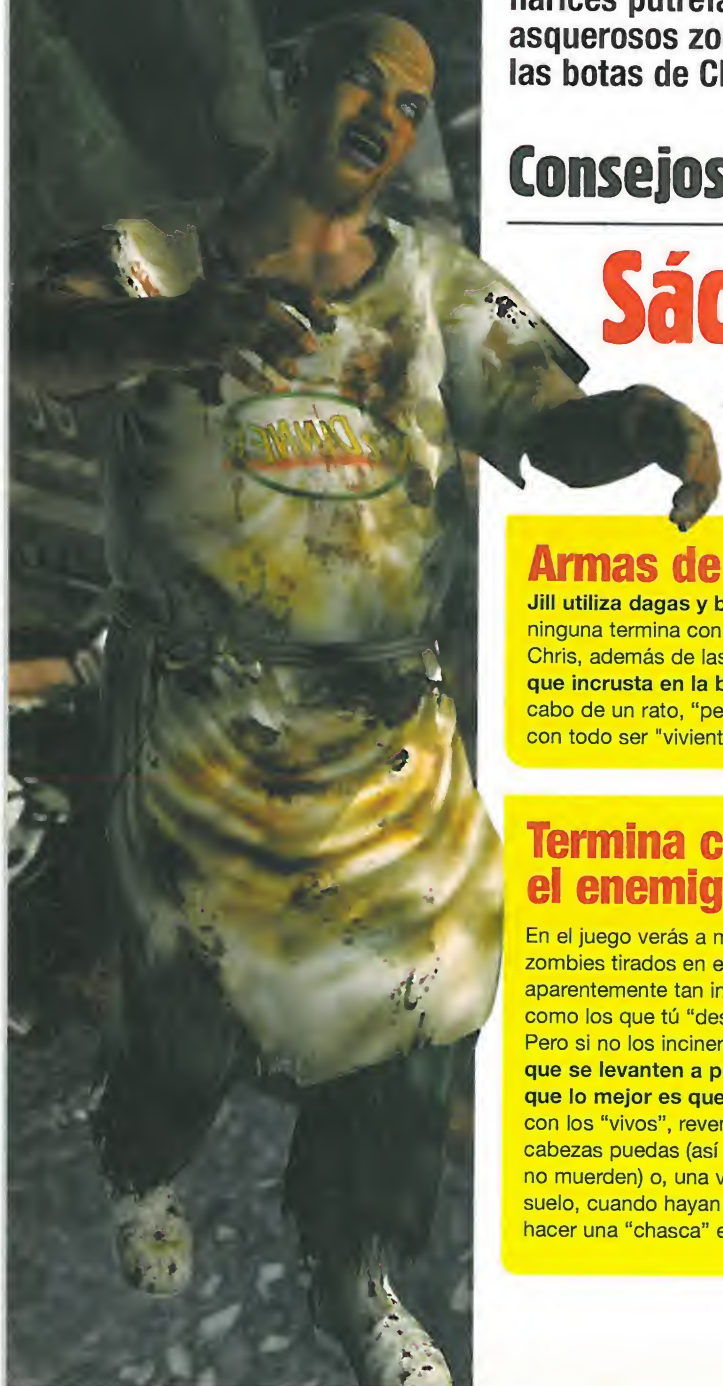 narices putrefa
asquerosos zo
las botas de Cl
Consejos
Sác
Armas de
Jill utiliza dagas y b
ninguna termina con
Chris, además de las
que incrusta en la b
cabo de un rato, "pe
con todo ser "vivient
Termina c
el enemig
En el juego verás a m
zombies tirados en e
aparentemente tan in
como los que tú "des
Pero si no los inciner
que se levanten a p
que lo mejor es que
con los "vivos", rever
cabezas puedas (así
no muerden) o, una v
suelo, cuando hayan
hacer una "chasca" e